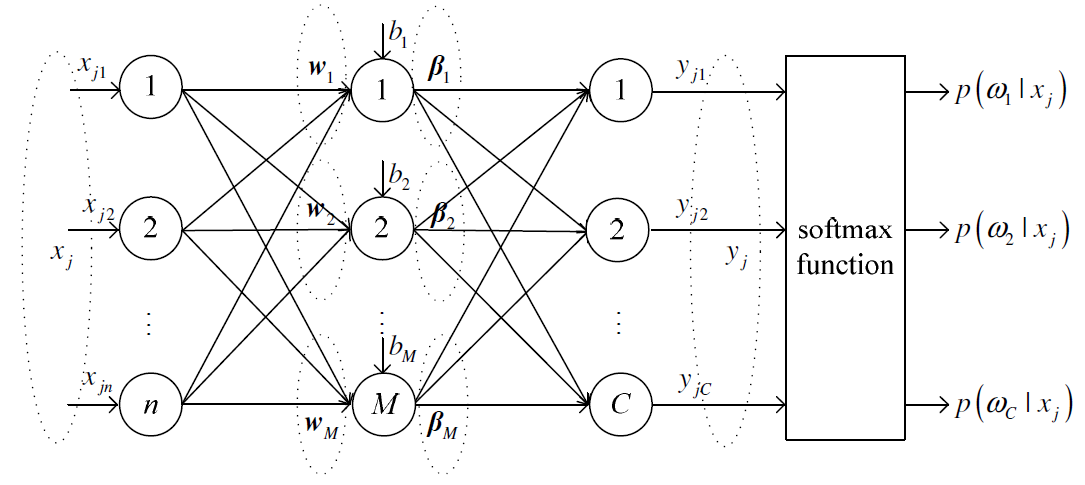 x_{j1} 1 w_1 b_1 1 β_1 1 y_{j1} p(ω_1 | x_j)
x_{j2} 2 w_2 b_2 2 β_2 2 y_{j2} p(ω_2 | x_j)
x_j y_j
softmax
function
⋮ ⋮ ⋮
x_{jn} n w_M b_M M β_M C y_{jC} p(ω_C | x_j)